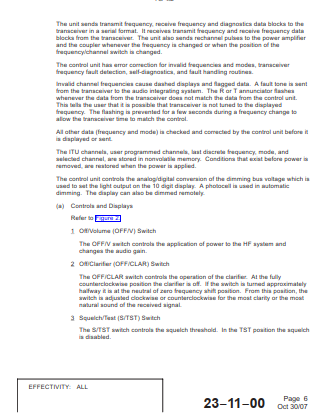 The unit sends transmit frequency, receive frequency and diagnostics data blocks to the
transceiver in a serial format. It receives transmit frequency and receive frequency data
blocks from the transceiver. The unit also sends rechannel pulses to the power amplifier
and the coupler whenever the frequency is changed or when the position of the
frequency/channel switch is changed.
The control unit has error correction for invalid frequencies and modes, transceiver
frequency fault detection, self-diagnostics, and fault handling routines.
Invalid channel frequencies cause dashed displays and flagged data. A fault tone is sent
from the transceiver to the audio integrating system. The R or T annunciator flashes
whenever the data from the transceiver does not match the data from the control unit.
This tells the user that it is possible that transceiver is not tuned to the displayed
frequency. The flashing is prevented for a few seconds during a frequency change to
allow the transceiver time to match the control.
All other data (frequency and mode) is checked and corrected by the control unit before it
is displayed or sent.
The ITU channels, user programmed channels, last discrete frequency, mode, and
selected channel, are stored in nonvolatile memory. Conditions that exist before power is
removed, are restored when the power is applied.
The control unit controls the analog/digital conversion of the dimming bus voltage which is
used to set the light output on the 10 digit display. A photocell is used in automatic
dimming. The display can also be dimmed remotely.
(a) Controls and Displays
Refer to Figure 2.
1 Off/Volume (OFF/V) Switch
The OFF/V switch controls the application of power to the HF system and
changes the audio gain.
2 Off/Clarifier (OFF/CLAR) Switch
The OFF/CLAR switch controls the operation of the clarifier. At the fully
counterclockwise position the clarifier is off. If the switch is turned approximately
halfway it is at the neutral of zero frequency shift position. From this position, the
switch is adjusted clockwise or counterclockwise for the most clarity or the most
natural sound of the received signal.
3 Squelch/Test (S/TST) Switch
The S/TST switch controls the squelch threshold. In the TST position the squelch
is disabled.
EFFECTIVITY: ALL
23-11-00
Page 6
Oct 30/07